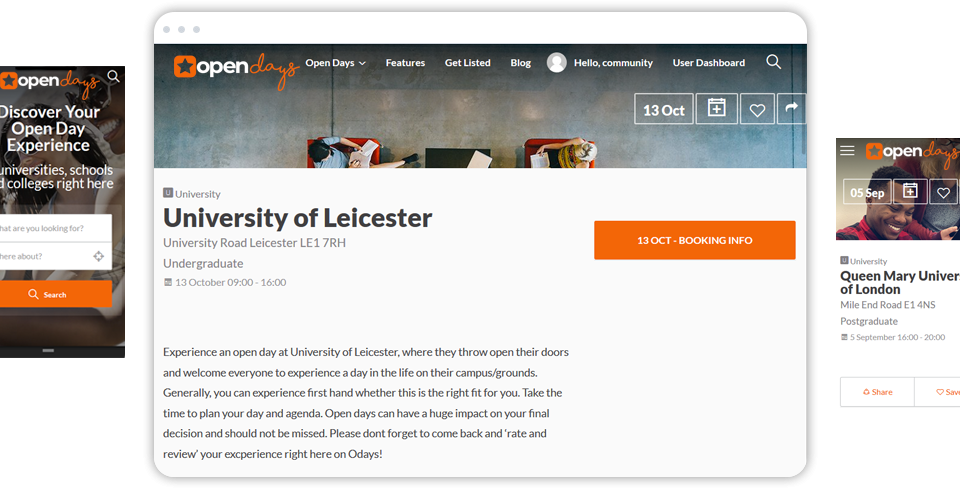 open days
Discover Your
Open Day
Experience
universities, schools
d colleges right here
hat are you looking for?
here about?
Search
open days
Open Days
Features
Get Listed
Blog
Hello, community
User Dashboard
13 Oct
U University
University of Leicester
University Road Leicester LE1 7RH
Undergraduate
13 October 09:00 - 16:00
13 OCT - BOOKING INFO
Experience an open day at University of Leicester, where they throw open their doors
and welcome everyone to experience a day in the life on their campus/grounds.
Generally, you can experience first hand whether this is the right fit for you. Take the
time to plan your day and agenda. Open days can have a huge impact on your final
decision and should not be missed. Please dont forget to come back and 'rate and
review' your excperience right here on Odays!
open days
05 Sep
U University
Queen Mary Univer
of London
Mile End Road E1 4NS
Postgraduate
5 September 16:00 - 20:00
Share
Save